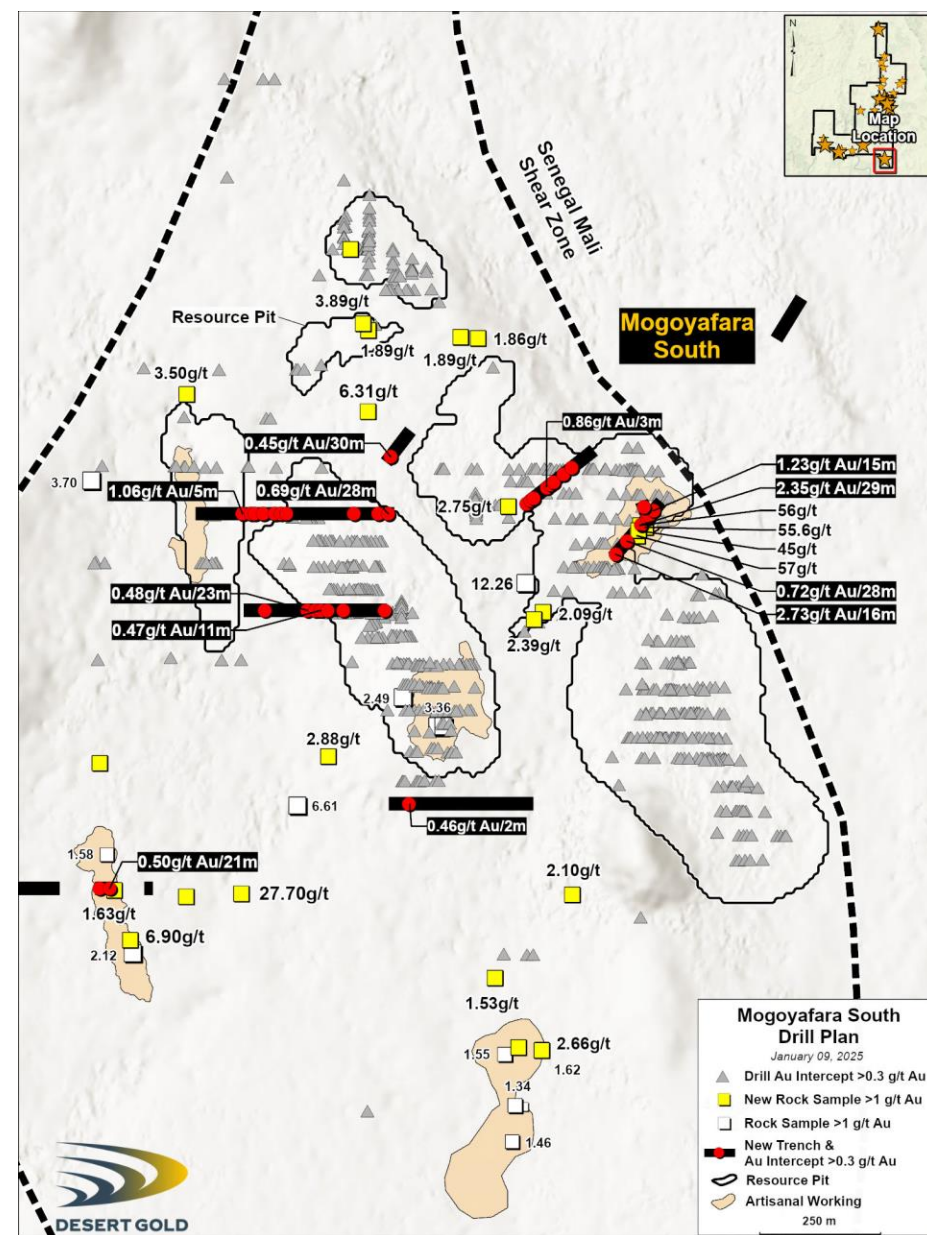 N
Map
Location
Senegal Mali
Shear Zone
Mogoyafara
South
Resource Pit
3.89g/t
1.89g/t
1.89g/t
1.86g/t
3.50g/t
6.31g/t
0.86g/t Au/3m
0.45g/t Au/30m
3.70
1.06g/t Au/5m
0.69g/t Au/28m
2.75g/t
1.23g/t Au/15m
2.35g/t Au/29m
56g/t
55.6g/t
45g/t
57g/t
0.72g/t Au/28m
2.73g/t Au/16m
12.26
0.48g/t Au/23m
0.47g/t Au/11m
2.09g/t
2.39g/t
2.49
3.36
2.88g/t
6.61
0.46g/t Au/2m
1.58
0.50g/t Au/21m
1.63g/t
27.70g/t
2.10g/t
6.90g/t
2.12
1.53g/t
1.55
2.66g/t
1.62
1.34
1.46
Mogoyafara South
Drill Plan
January 09, 2025
Drill Au Intercept >0.3 g/t Au
New Rock Sample >1 g/t Au
Rock Sample >1 g/t Au
New Trench &
Au Intercept >0.3 g/t Au
Resource Pit
Artisanal Working
250 m
DESERT GOLD